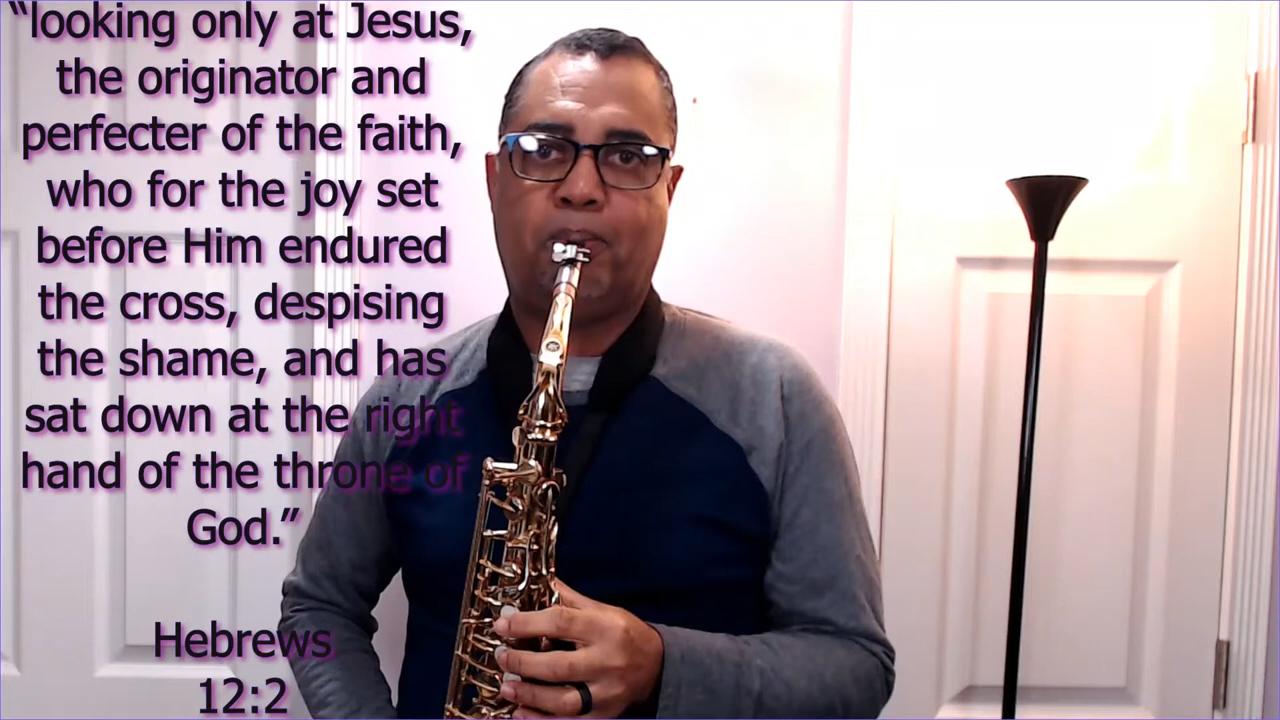 “looking only at Jesus,
the originator and
perfecter of the faith,
who for the joy set
before Him endured
the cross, despising
the shame, and has
sat down at the right
hand of the throne of
God.”
Hebrews
12:2